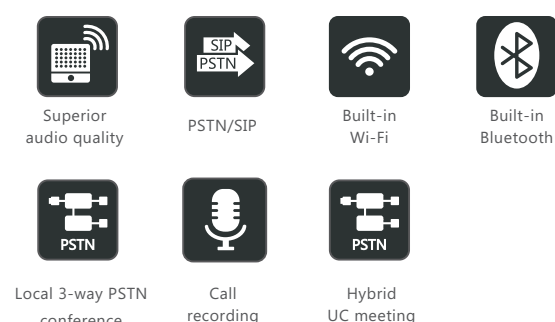 SIP
PSTN
Superior
audio quality
PSTN/SIP
Built-in
Wi-Fi
Built-in
Bluetooth
PSTN
PSTN
Local 3-way PSTN
conference
Call
recording
Hybrid
UC meeting